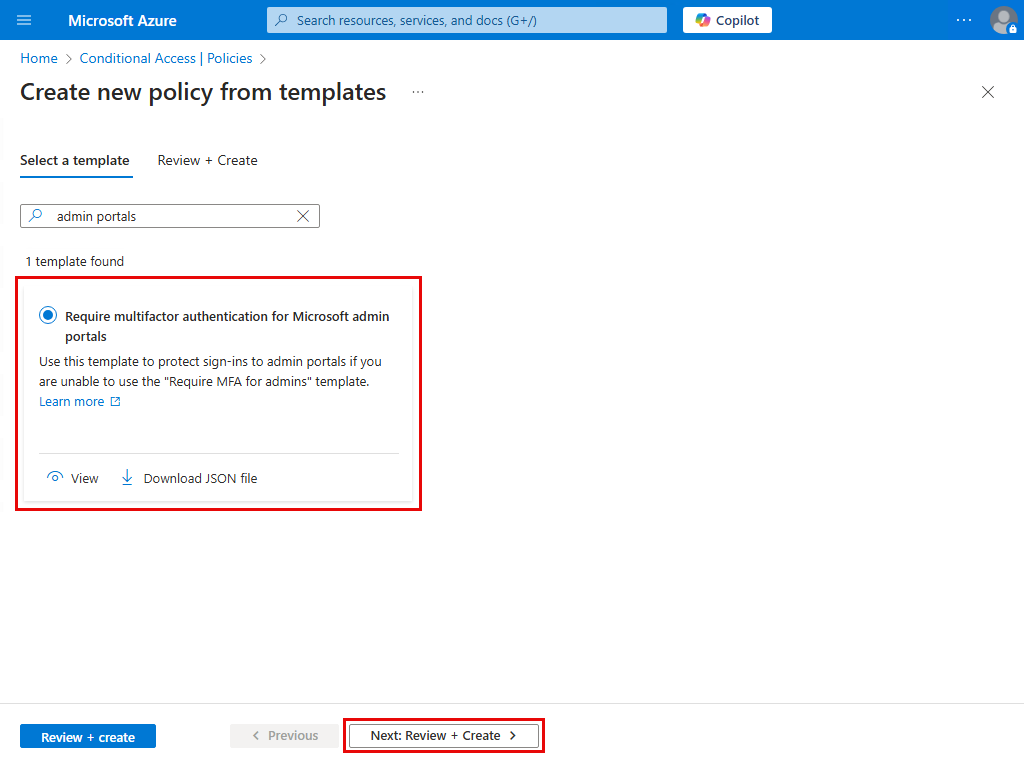 Microsoft Azure
Search resources, services, and docs (G+/)
Copilot
Home > Conditional Access | Policies >
Create new policy from templates ...
Select a template
Review + Create
admin portals
1 template found
Require multifactor authentication for Microsoft admin
portals
Use this template to protect sign-ins to admin portals if you
are unable to use the "Require MFA for admins" template.
Learn more
View
Download JSON file
Review + create
< Previous
Next: Review + Create >